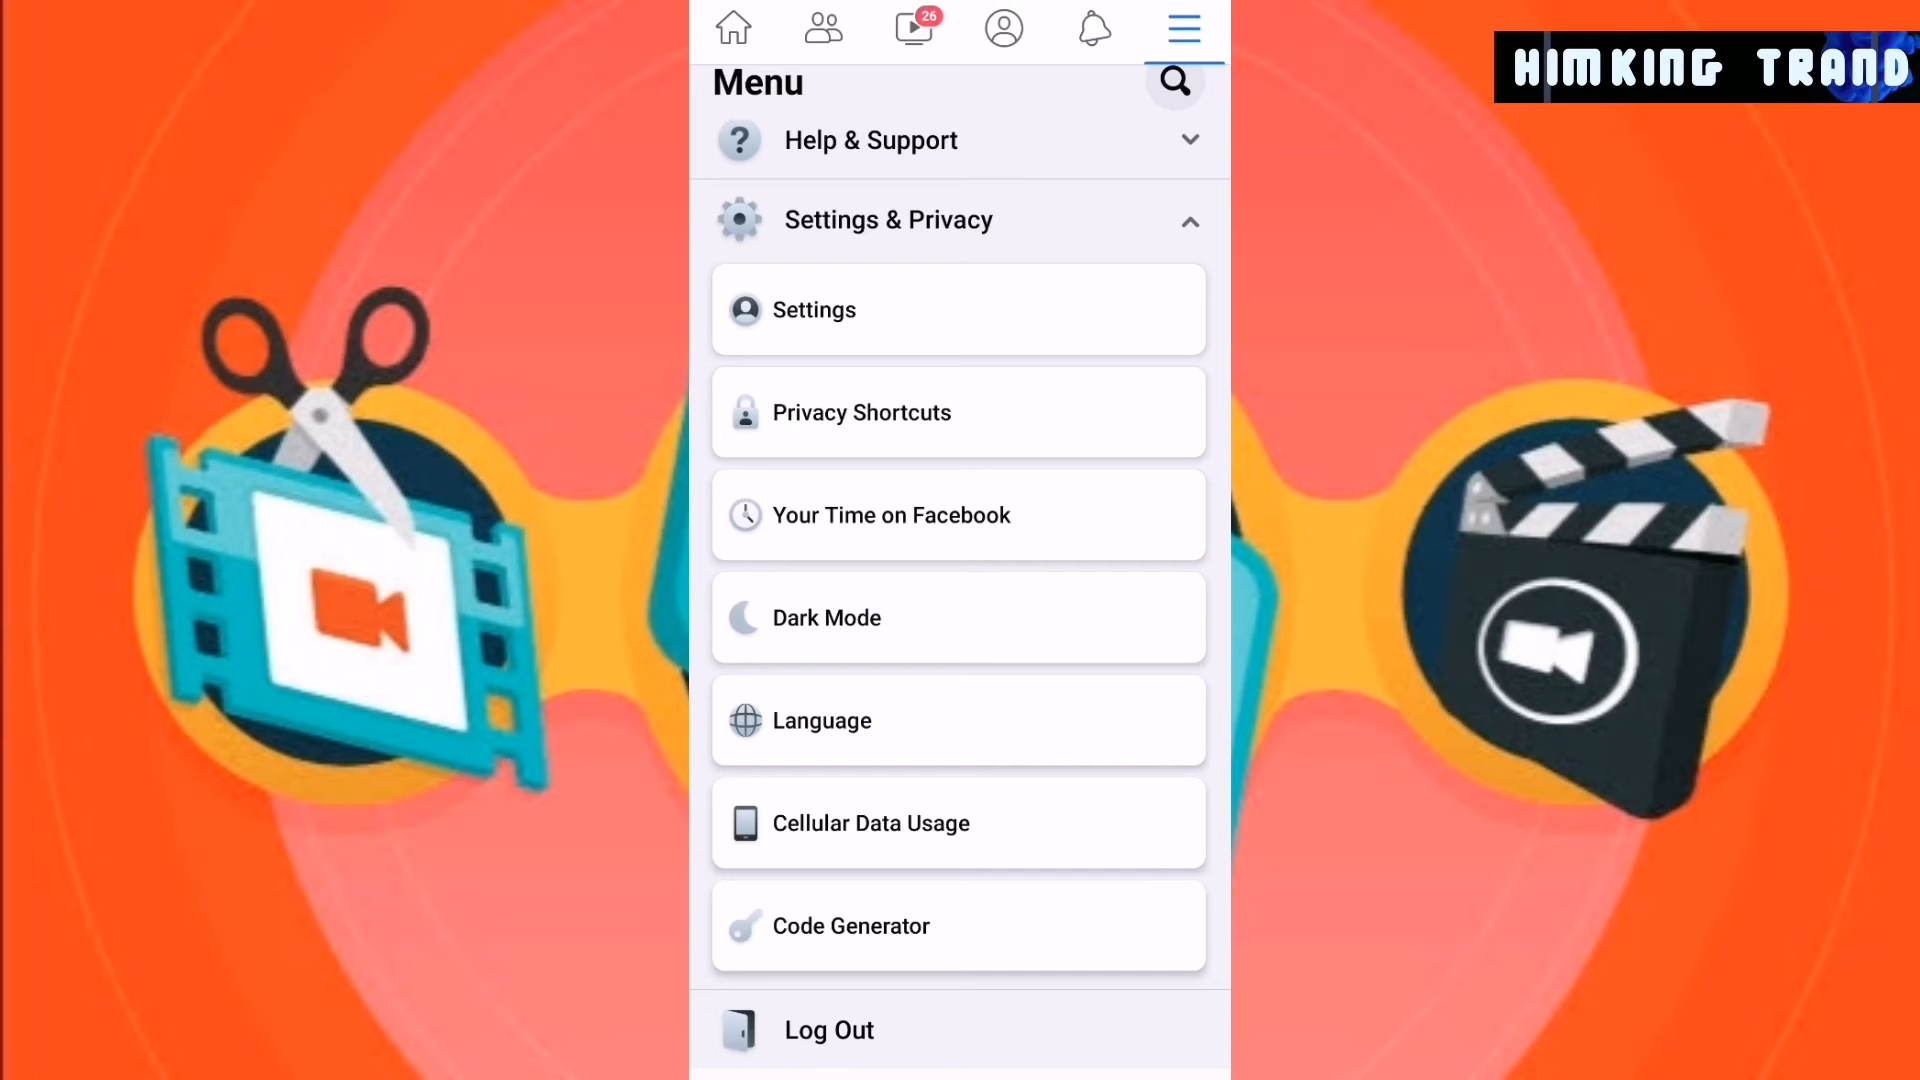 26
HIMKING TRAND
Menu
Help & Support
Settings & Privacy
Settings
Privacy Shortcuts
Your Time on Facebook
Dark Mode
Language
Cellular Data Usage
Code Generator
Log Out